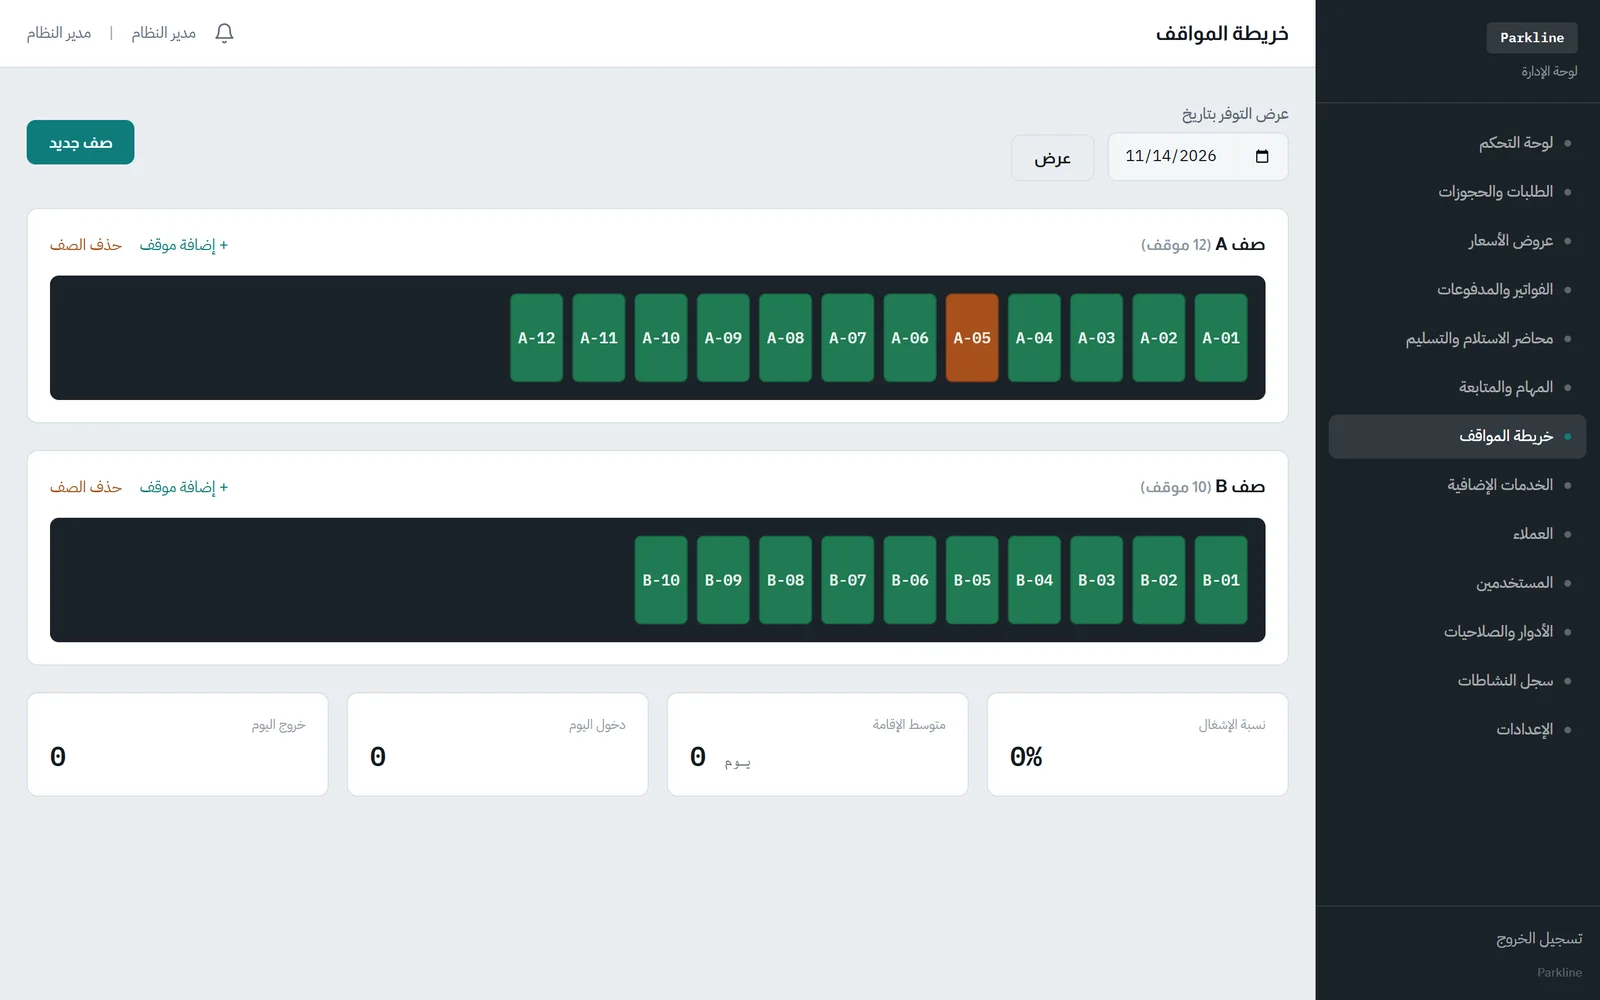 Parkline
لوحة الإدارة
لوحة التحكم
الطلبات والحجوزات
عروض الأسعار
الفواتير والمدفوعات
محاضر الاستلام والتسليم
المهام والمتابعة
خريطة المواقف
الخدمات الإضافية
العملاء
المستخدمين
الأدوار والصلاحيات
سجل النشاطات
الإعدادات
تسجيل الخروج
Parkline
خريطة المواقف
مدير النظام | مدير النظام
عرض التوفر بتاريخ
11/14/2026
عرض
صف جديد
صف A (12 موقف)
+ إضافة موقف
حذف الصف
A-01 A-02 A-03 A-04 A-05 A-06 A-07 A-08 A-09 A-10 A-11 A-12
صف B (10 موقف)
+ إضافة موقف
حذف الصف
B-01 B-02 B-03 B-04 B-05 B-06 B-07 B-08 B-09 B-10
نسبة الإشغال
0%
متوسط الإقامة
0 يوم
دخول اليوم
0
خروج اليوم
0